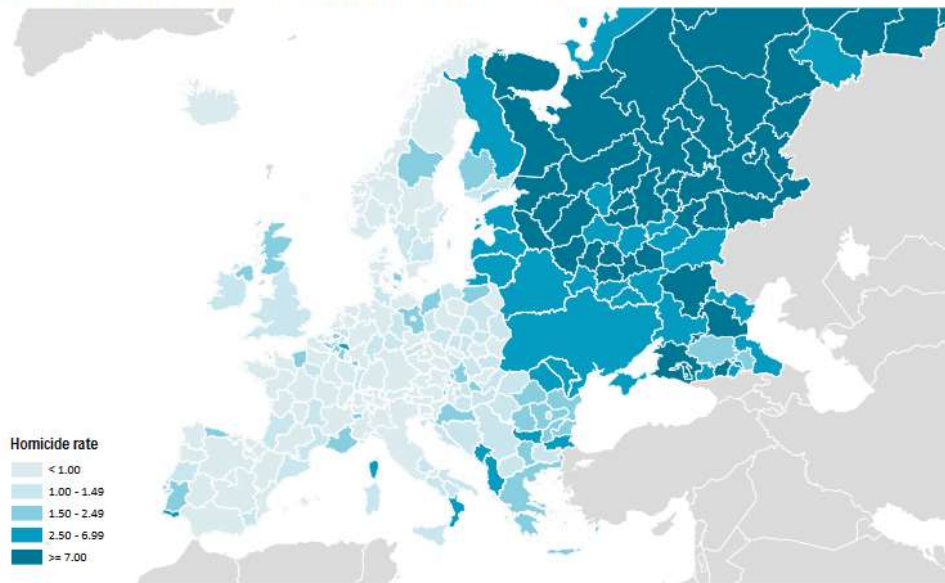 Homicide rate
< 1.00
1.00 - 1.49
1.50 - 2.49
2.50 - 6.99
>= 7.00